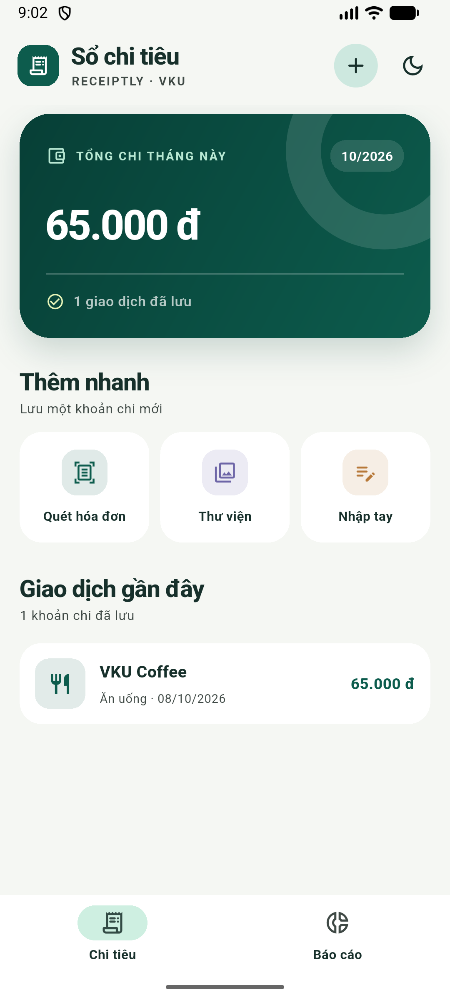 9:02
Sổ chi tiêu
RECEIPTLY · VKU
TỔNG CHI THÁNG NÀY
10/2026
65.000 đ
1 giao dịch đã lưu
Thêm nhanh
Lưu một khoản chi mới
Quét hóa đơn
Thư viện
Nhập tay
Giao dịch gần đây
1 khoản chi đã lưu
VKU Coffee
65.000 đ
Ăn uống · 08/10/2026
Chi tiêu
Báo cáo